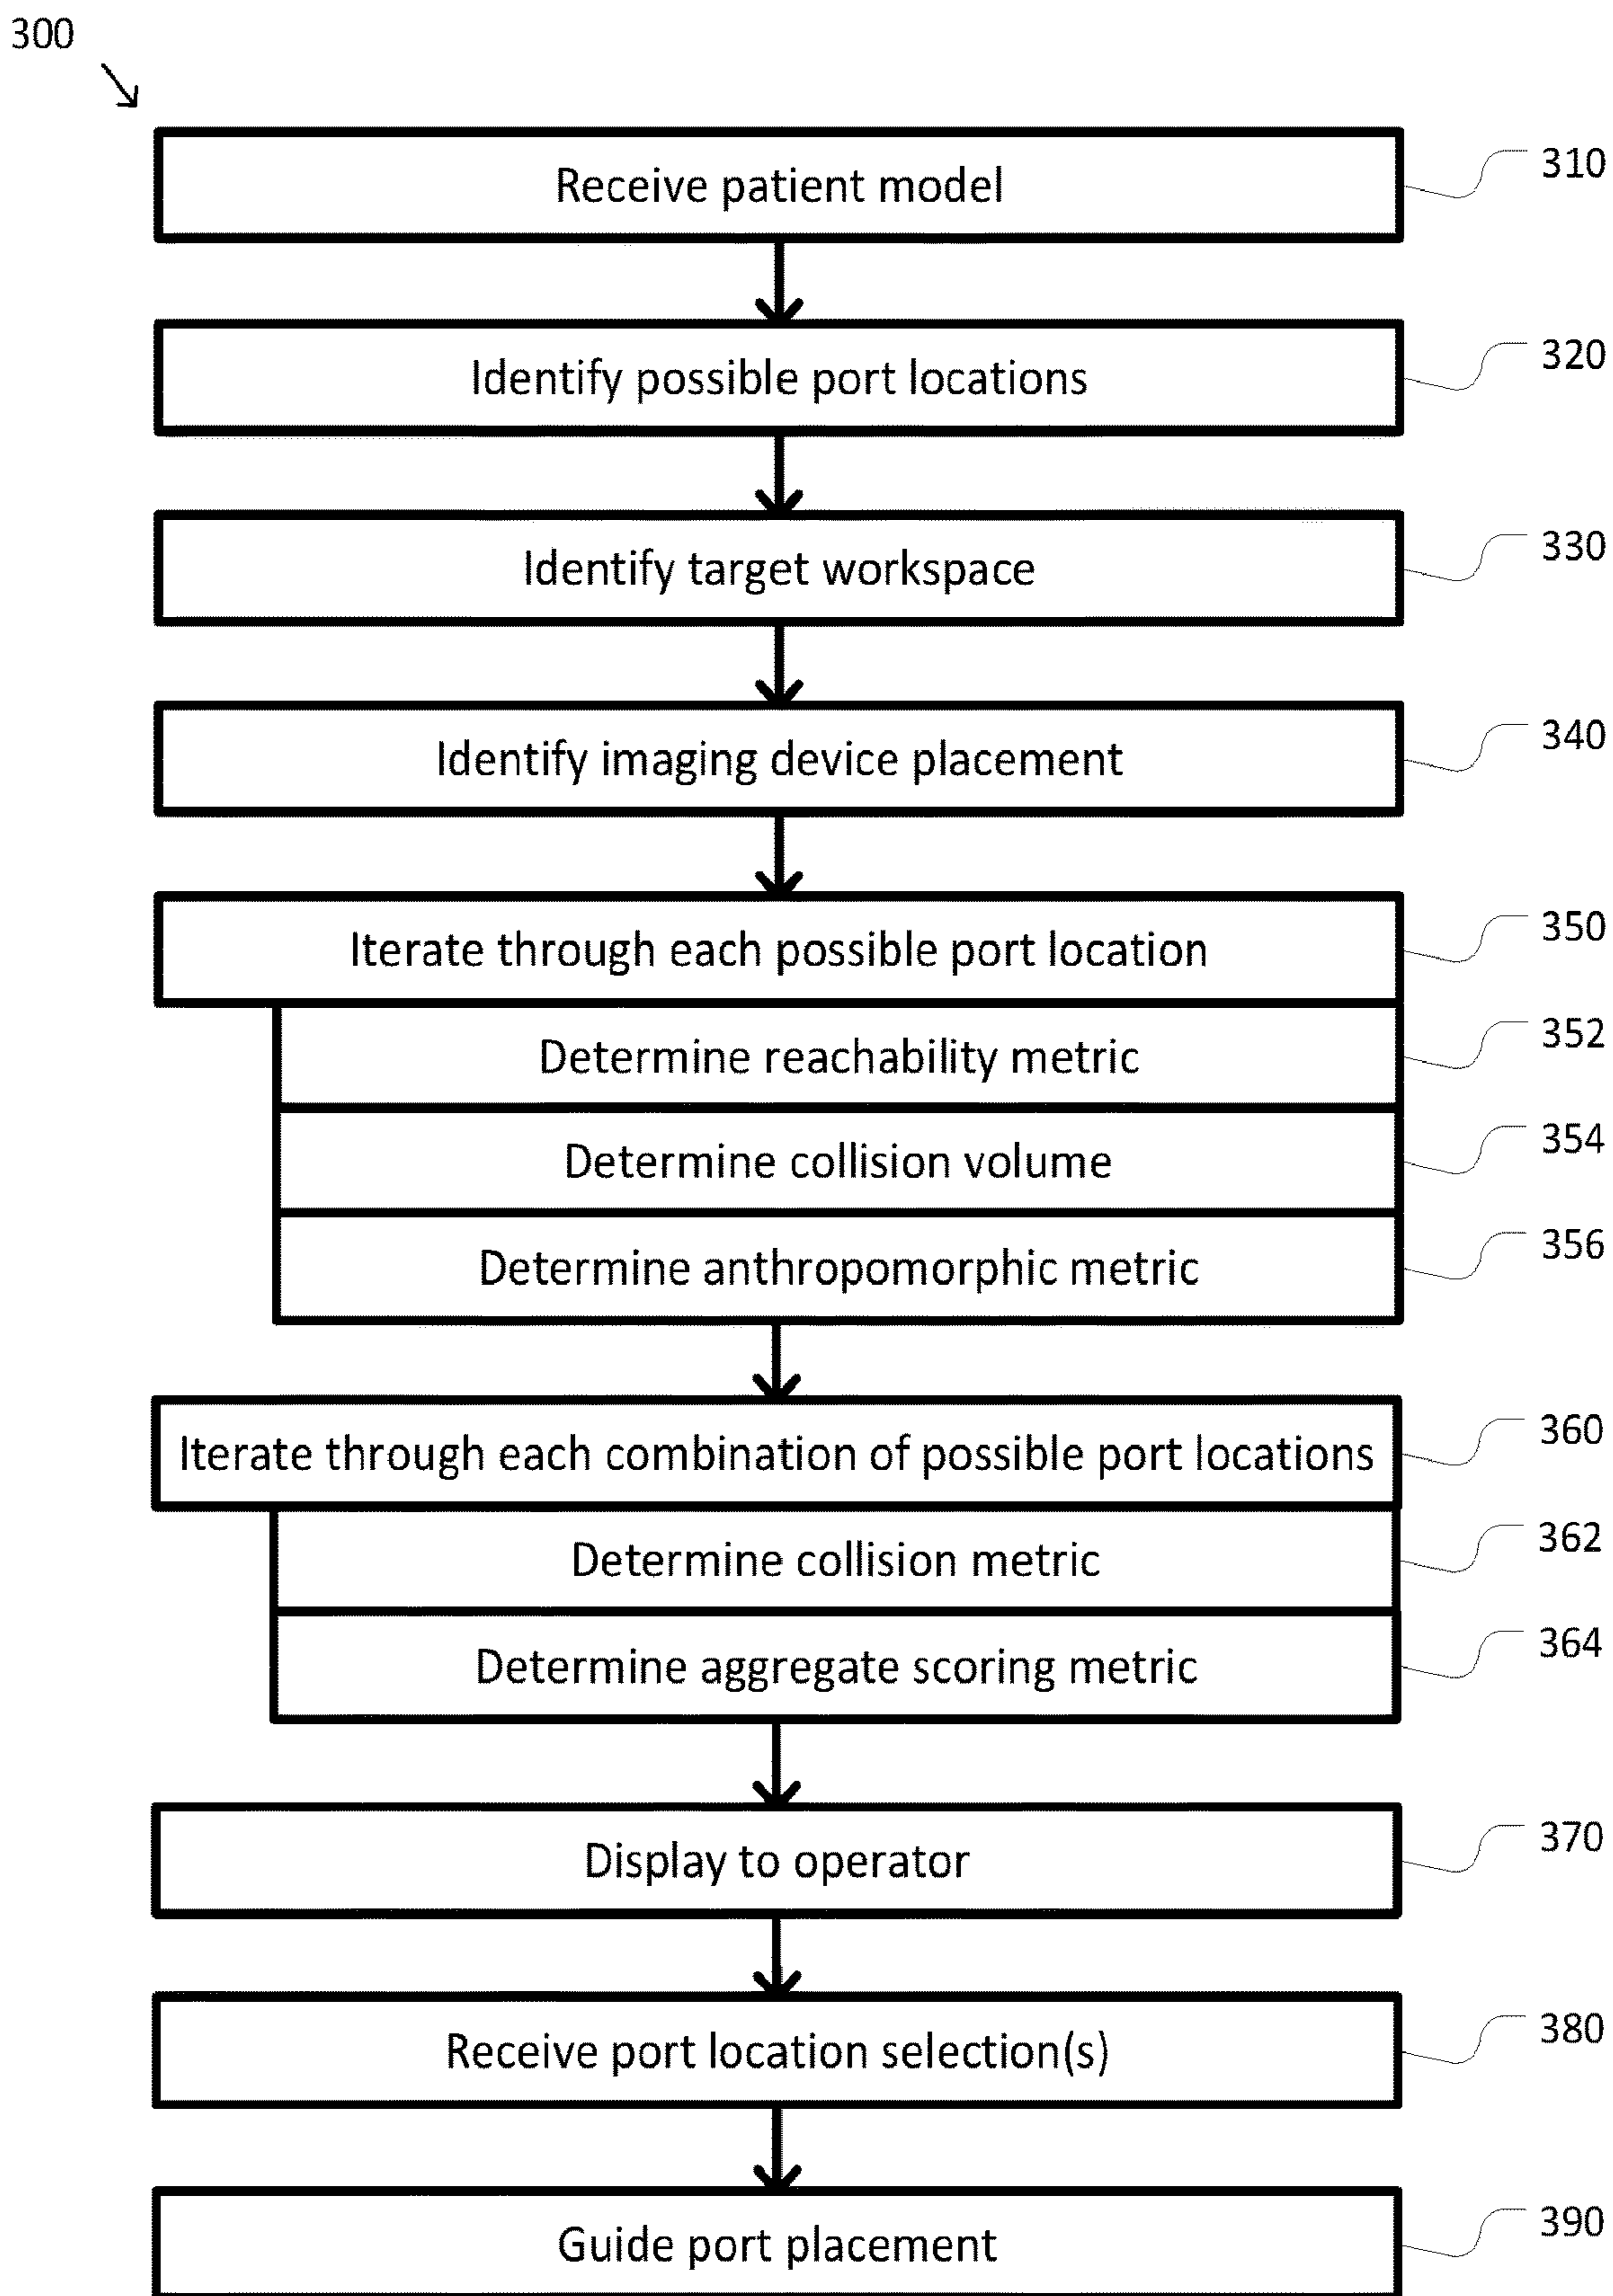 300
Receive patient model
310
Identify possible port locations
320
Identify target workspace
330
Identify imaging device placement
340
Iterate through each possible port location
350
Determine reachability metric
352
Determine collision volume
354
Determine anthropomorphic metric
356
Iterate through each combination of possible port locations
360
Determine collision metric
362
Determine aggregate scoring metric
364
Display to operator
370
Receive port location selection(s)
380
Guide port placement
390